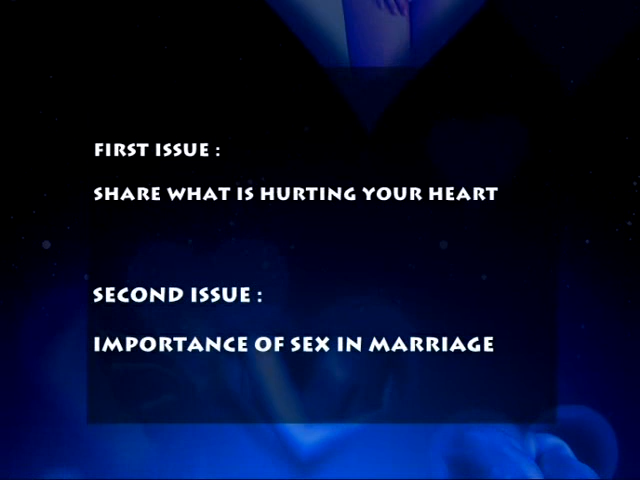 FIRST ISSUE :
SHARE WHAT IS HURTING YOUR HEART
SECOND ISSUE :
IMPORTANCE OF SEX IN MARRIAGE